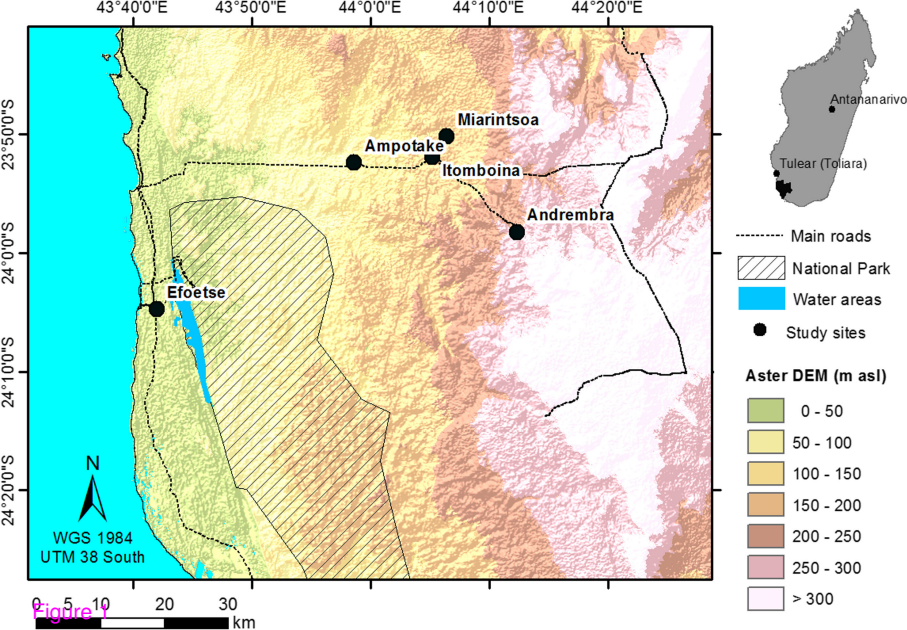 43°40'0"E 43°50'0"E 44°00'0"E 44°10'0"E 44°20'0"E
23°50'0"S
24°0'0"S
24°10'0"S
24°20'0"S
Miarintsoa
Ampotake
Itomboina
Andrembra
Efoetse
N
WGS 1984
UTM 38 South
Antananarivo
Tulear (Toliara)
Main roads
National Park
Water areas
Study sites
Aster DEM (m asl)
0 - 50
50 - 100
100 - 150
150 - 200
200 - 250
250 - 300
> 300
0 5 10 20 30
km
Figure 1